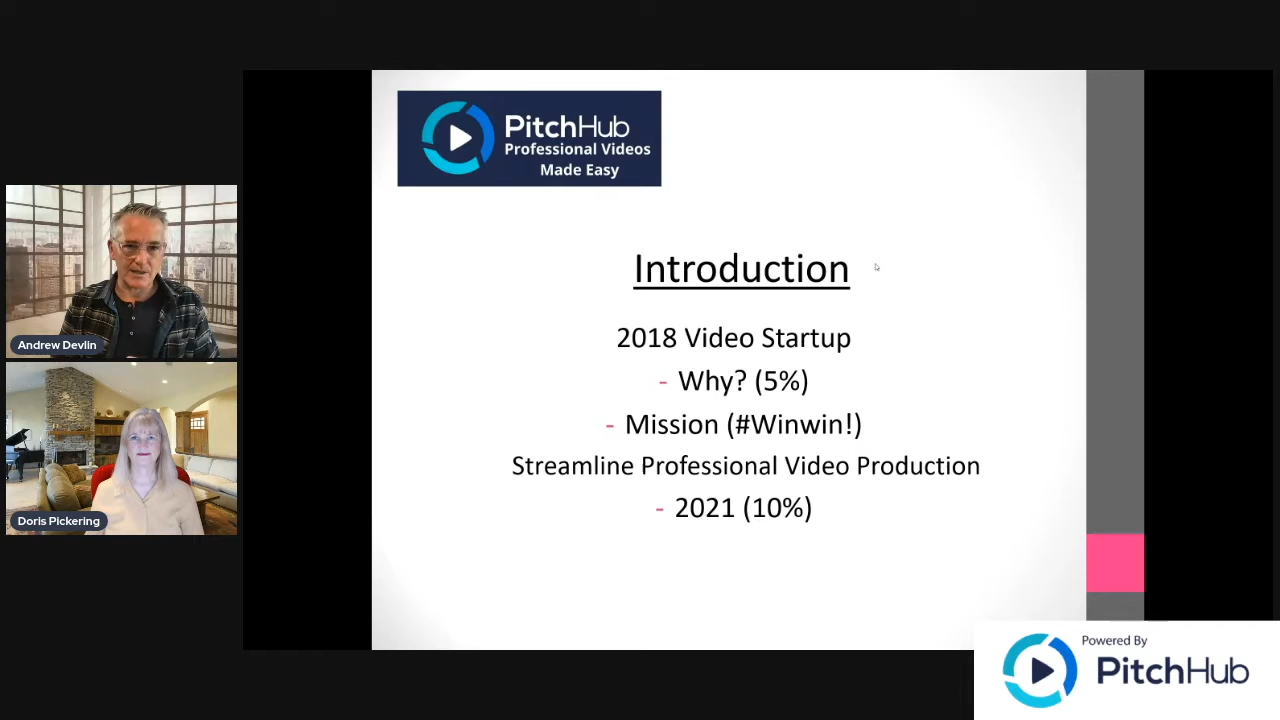 PitchHub
Professional Videos
Made Easy
Introduction
2018 Video Startup
- Why? (5%)
- Mission (#Winwin!)
Streamline Professional Video Production
- 2021 (10%)
Andrew Devlin
Doris Pickering
Powered By
PitchHub